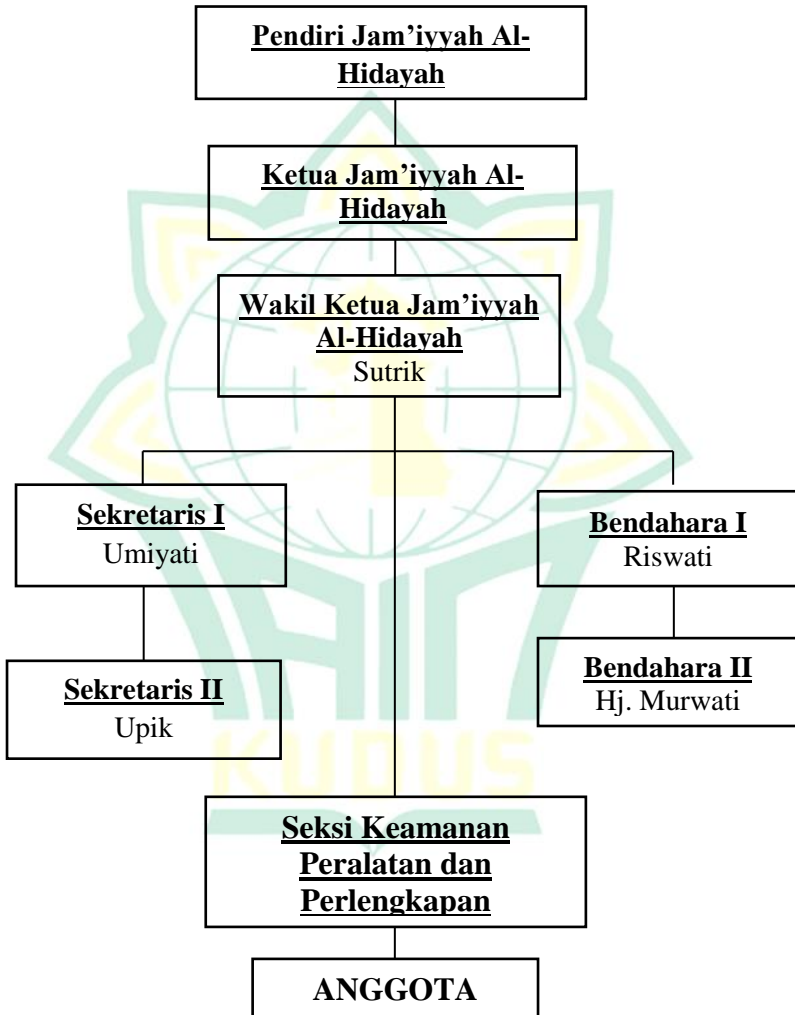 Pendiri Jam’iyyah Al-
Hidayah
Ketua Jam’iyyah Al-
Hidayah
Wakil Ketua Jam’iyyah
Al-Hidayah
Sutrik
Sekretaris I
Umiyati
Bendahara I
Riswati
Sekretaris II
Upik
Bendahara II
Hj. Murwati
KUDUS
Seksi Keamanan
Peralatan dan
Perlengkapan
ANGGOTA